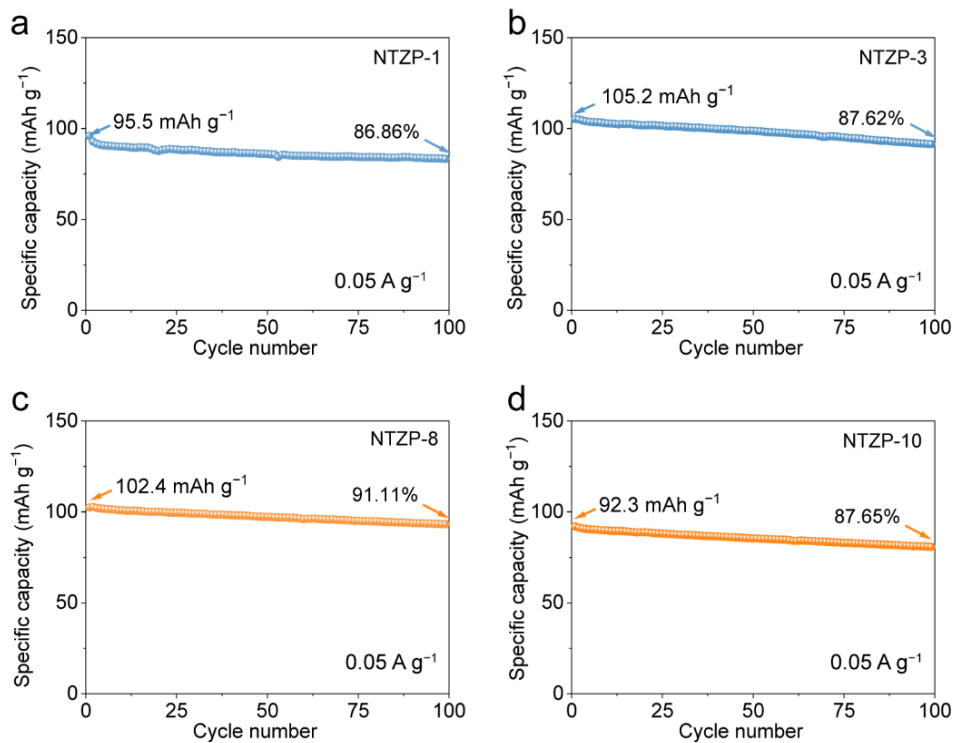 a
150
NTZP-1
95.5 mAh g⁻¹
86.86%
100
50
0.05 A g⁻¹
0
0 25 50 75 100
Cycle number
Specific capacity (mAh g⁻¹)
b
150
NTZP-3
105.2 mAh g⁻¹
87.62%
100
50
0.05 A g⁻¹
0
0 25 50 75 100
Cycle number
Specific capacity (mAh g⁻¹)
c
150
NTZP-8
102.4 mAh g⁻¹
91.11%
100
50
0.05 A g⁻¹
0
0 25 50 75 100
Cycle number
Specific capacity (mAh g⁻¹)
d
150
NTZP-10
92.3 mAh g⁻¹
87.65%
100
50
0.05 A g⁻¹
0
0 25 50 75 100
Cycle number
Specific capacity (mAh g⁻¹)